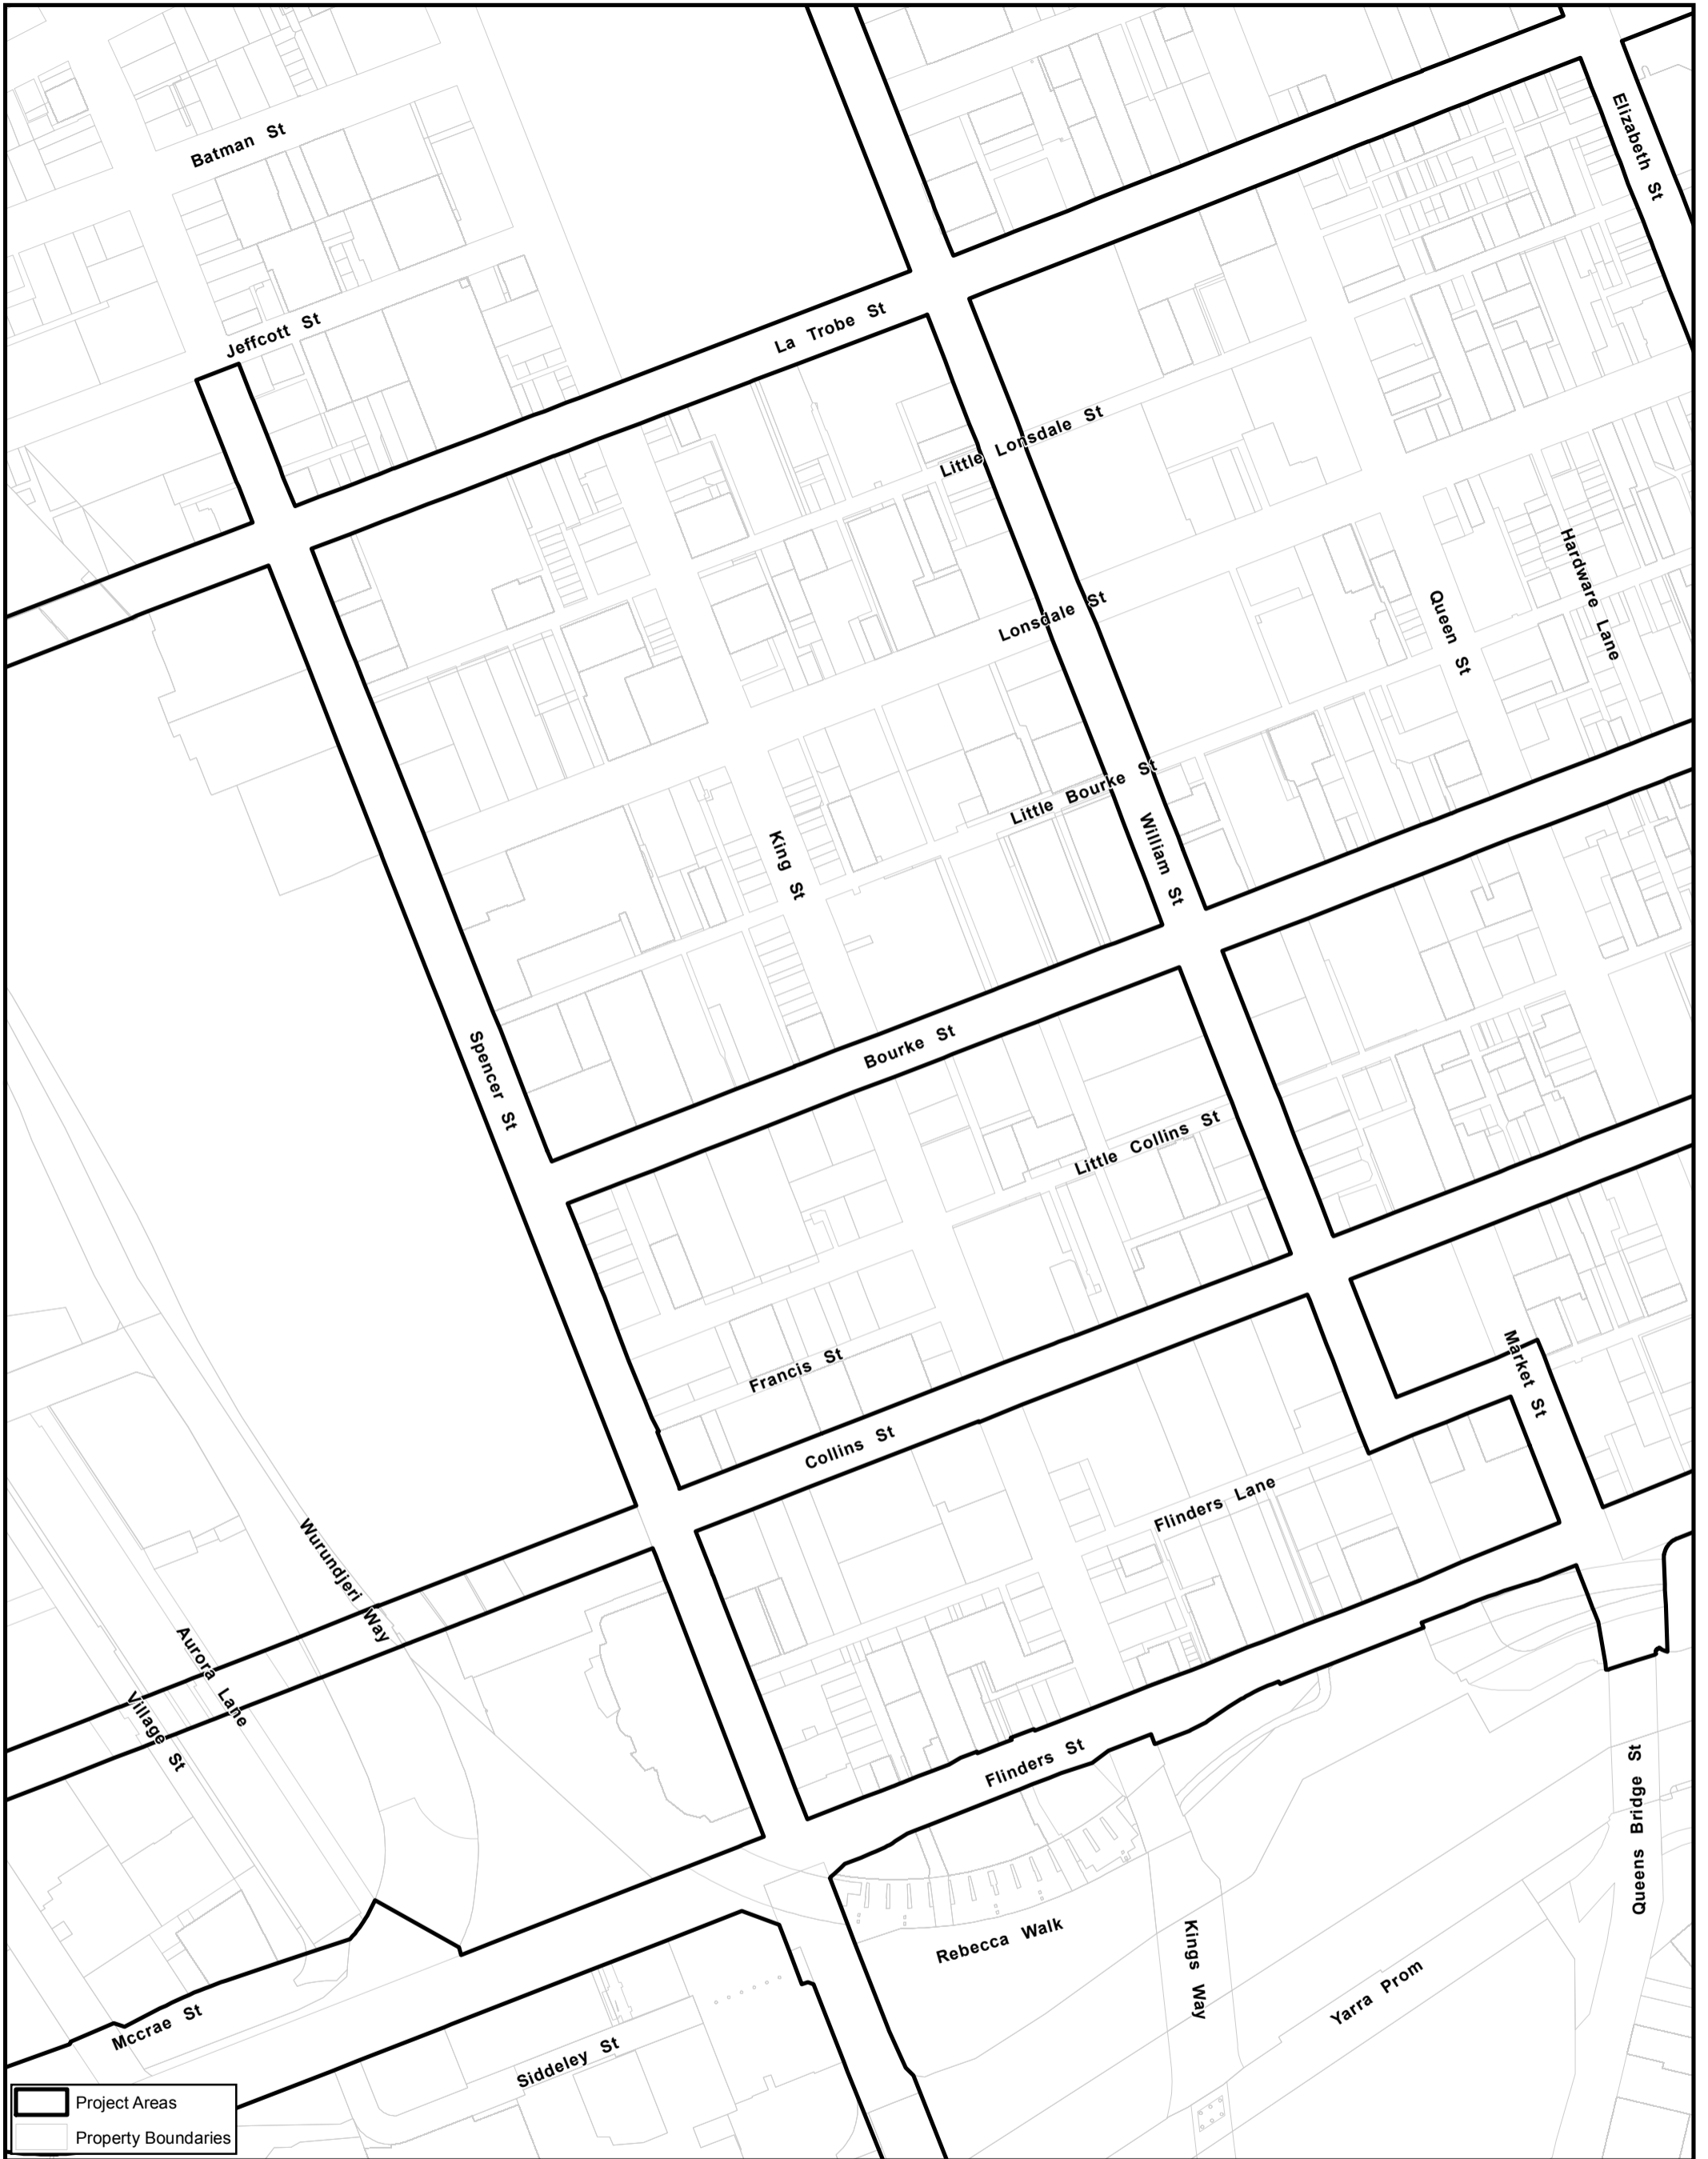 Elizabeth St
Batman St
Jeffcott St
La Trobe St
Little Lonsdale St
Hardware Lane
Lonsdale St
Queen St
Little Bourke St
King St
William St
Bourke St
Spencer St
Little Collins St
Francis St
Market St
Collins St
Flinders Lane
Wurundjeri Way
Aurora Lane
Village St
Flinders St
Queens Bridge St
Rebecca Walk
Kings Way
Yarra Prom
Mccrae St
Siddeley St
Project Areas
Property Boundaries